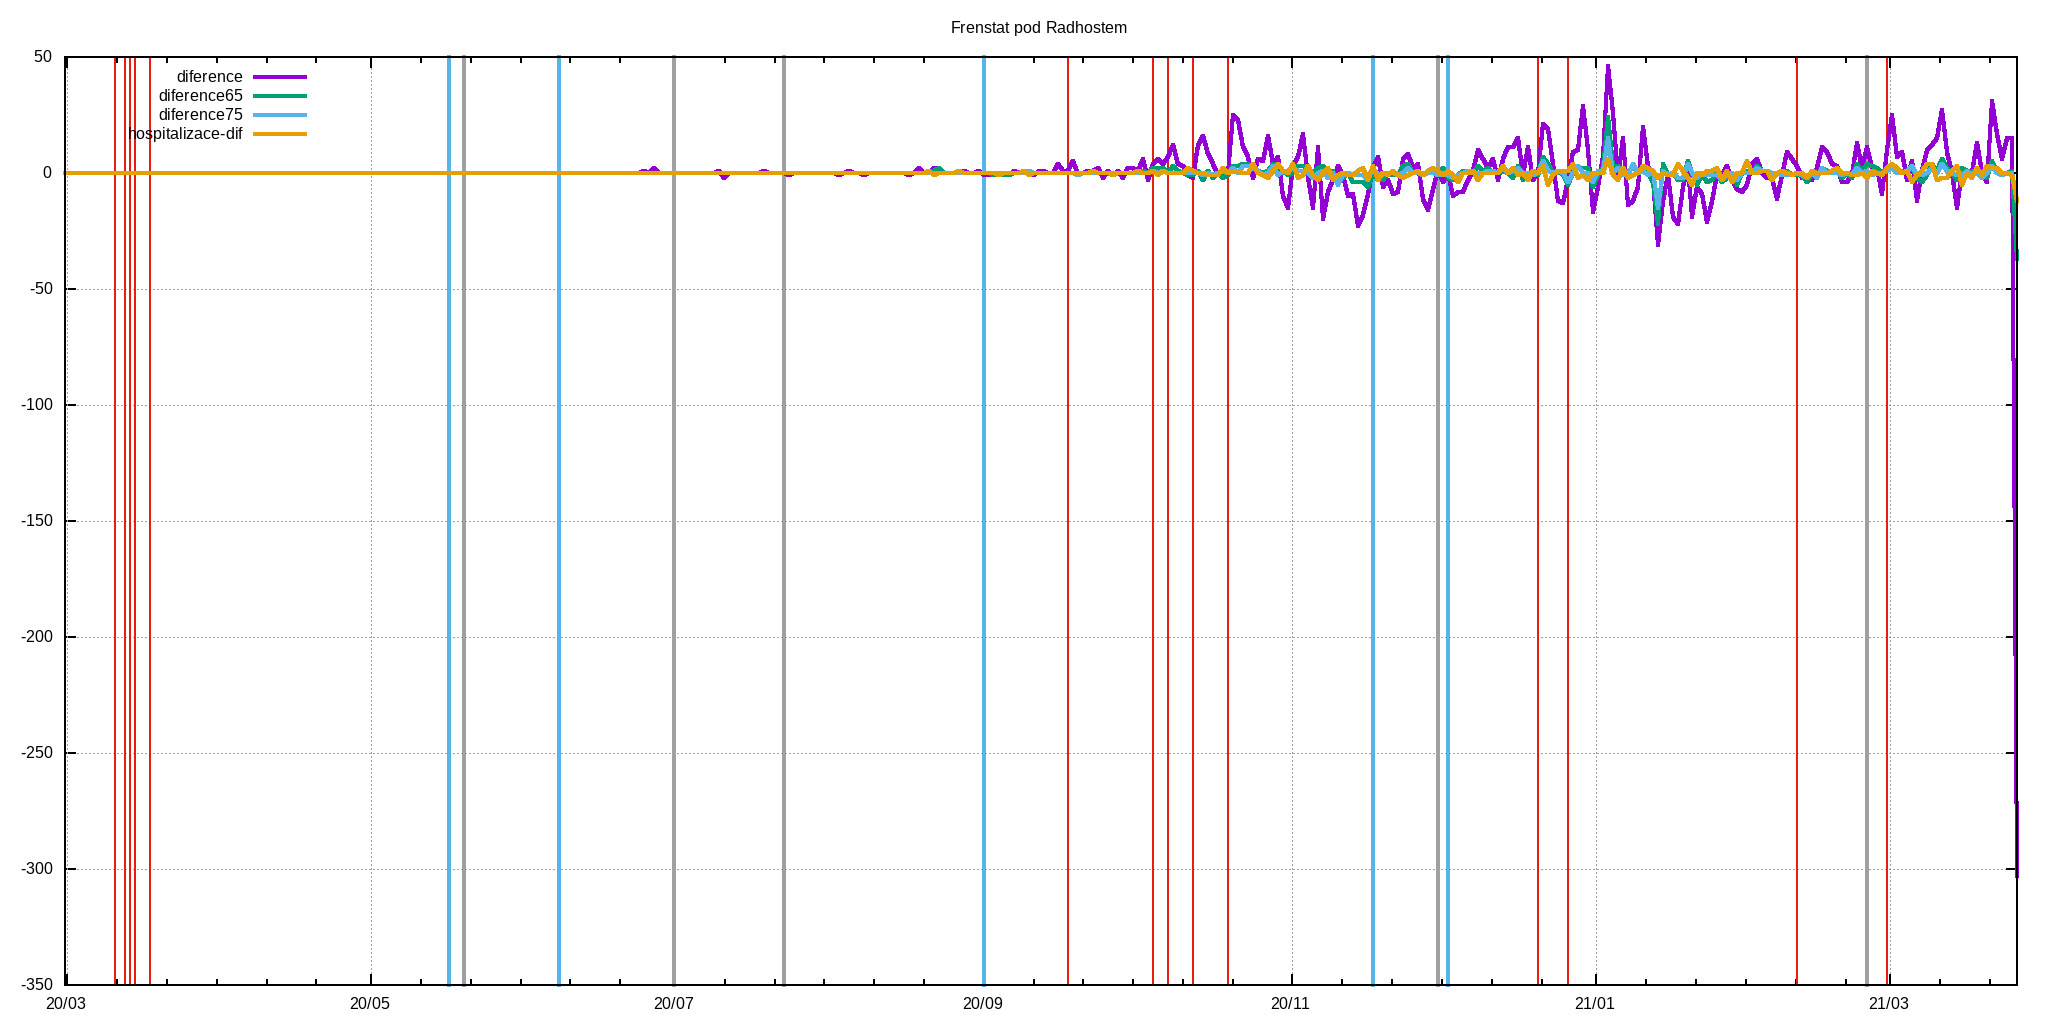 Frenstat pod Radhostem
50
diference
diference65
diference75
hospitalizace-dif
0
-50
-100
-150
-200
-250
-300
-350
20/03 20/05 20/07 20/09 20/11 21/01 21/03